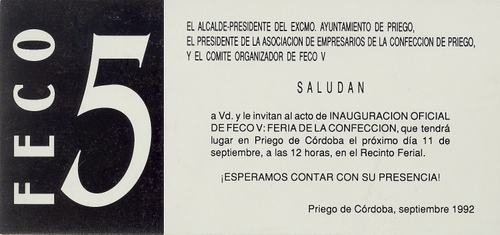 FECO
5
EL ALCALDE-PRESIDENTE DEL EXCMO. AYUNTAMIENTO DE PRIEGO,
EL PRESIDENTE DE LA ASOCIACION DE EMPRESARIOS DE LA CONFECCION DE PRIEGO,
Y EL COMITE ORGANIZADOR DE FECO V
SALUDAN
a Vd. y le invitan al acto de INAUGURACION OFICIAL
DE FECO V: FERIA DE LA CONFECCION, que tendrá
lugar en Priego de Córdoba el próximo día 11 de
septiembre, a las 12 horas, en el Recinto Ferial.
¡ESPERAMOS CONTAR CON SU PRESENCIA!
Priego de Córdoba, septiembre 1992